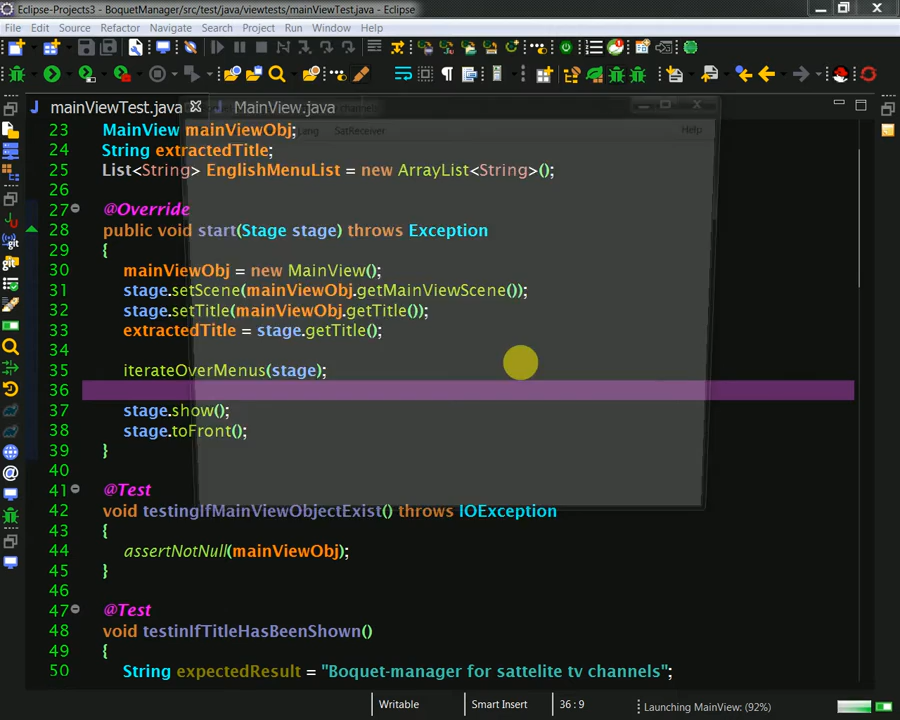 Eclipse-Projects3 - BoquetManager/src/test/java/viewtests/mainViewTest.java - Eclipse
File Edit Source Refactor Navigate Search Project Run Window Help
mainViewTest.java MainView.java channels
23 MainView mainViewObj;
SatReceiver Help
24 String extractedTitle;
25 List<String> EnglishMenuList = new ArrayList<String>();
26
27 @Override
28 public void start(Stage stage) throws Exception
29 {
30 mainViewObj = new MainView();
31 stage.setScene(mainViewObj.getMainViewScene());
32 stage.setTitle(mainViewObj.getTitle());
33 extractedTitle = stage.getTitle();
34
35 iterateOverMenus(stage);
36
37 stage.show();
38 stage.toFront();
39 }
40
41 @Test
42 void testingIfMainViewObjectExist() throws IOException
43 {
44 assertNotNull(mainViewObj);
45 }
46
47 @Test
48 void testinIfTitleHasBeenShown()
49 {
50 String expectedResult = "Boquet-manager for sattelite tv channels";
Writable Smart Insert 36 : 9 Launching MainView: (92%)